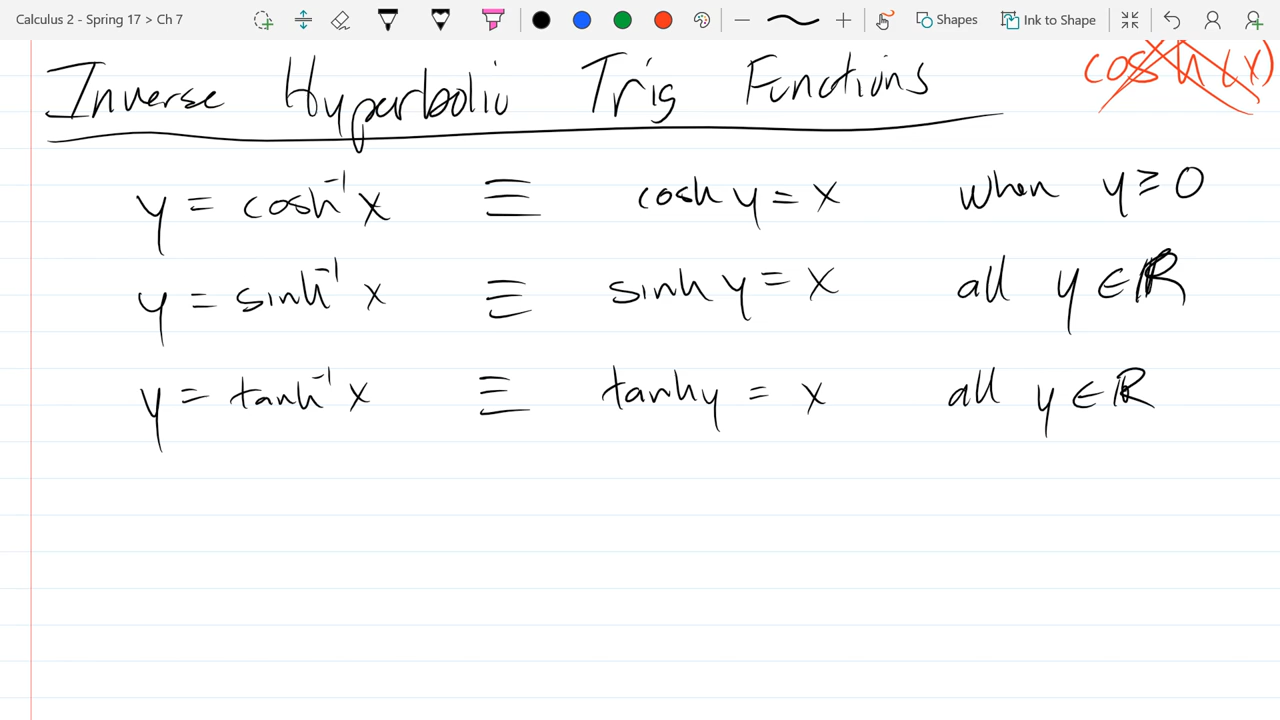 Calculus 2 - Spring 17 > Ch 7 Shapes Ink to Shape
cosh(x)
Inverse Hyperbolic Trig Functions
y = cosh⁻¹ x ≡ cosh y = x when y ≥ 0
y = sinh⁻¹ x ≡ sinh y = x all y ∈ ℝ
y = tanh⁻¹ x ≡ tanh y = x all y ∈ ℝ